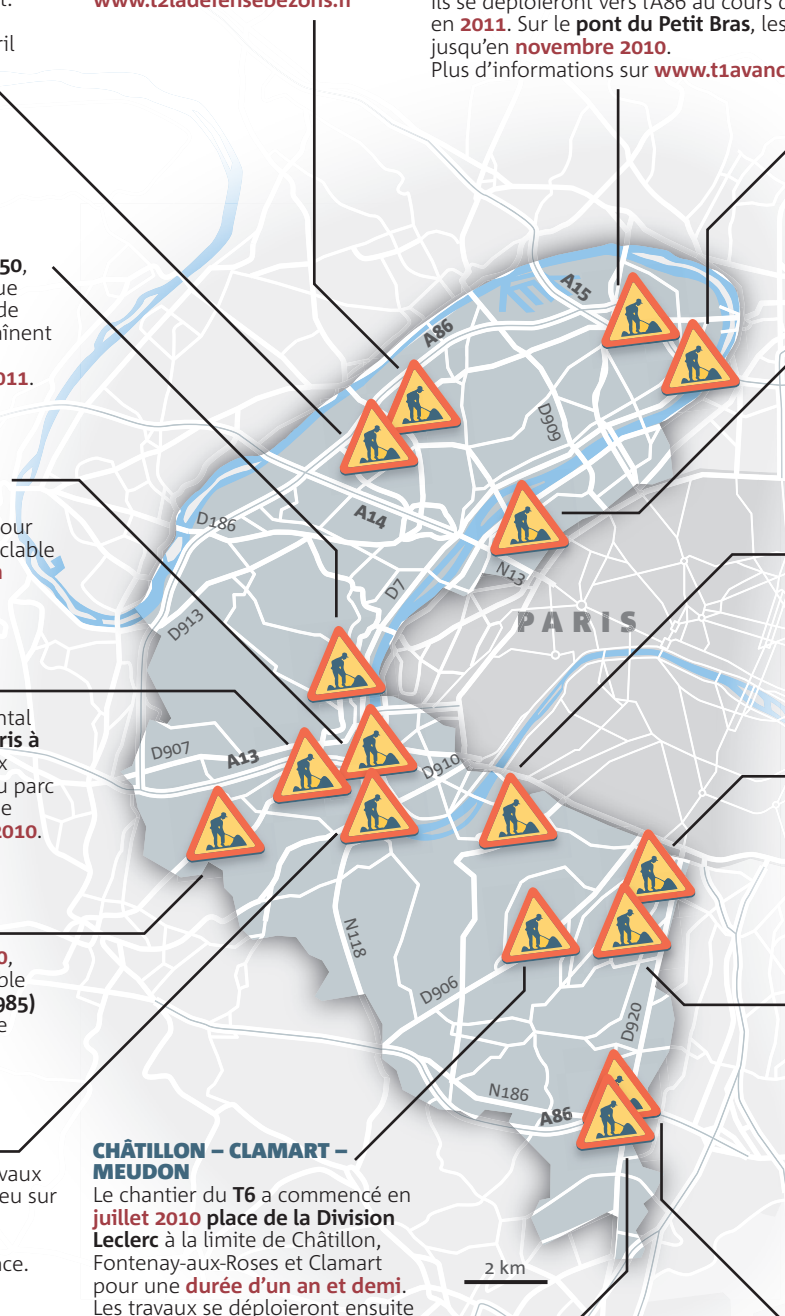 www.t2ladefensebezons.fr
Ils se déploieront vers l'A86 au cours d
en 2011. Sur le pont du Petit Bras, les
jusqu'en novembre 2010.
Plus d'informations sur www.t1avanc
ril
50,
ue
de
aînent
011.
our
clable
n
ntal
ris à
x
u parc
e
2010.
0,
ble
985)
e
vaux
eu sur
nce.
A15
A86
D909
D186
A14
D7
N13
D913
PARIS
D907
A13
D910
N118
D906
D920
N186
A86
CHÂTILLON – CLAMART –
MEUDON
Le chantier du T6 a commencé en
juillet 2010 place de la Division
Leclerc à la limite de Châtillon,
Fontenay-aux-Roses et Clamart
pour une durée d'un an et demi.
Les travaux se déploieront ensuite
2 km